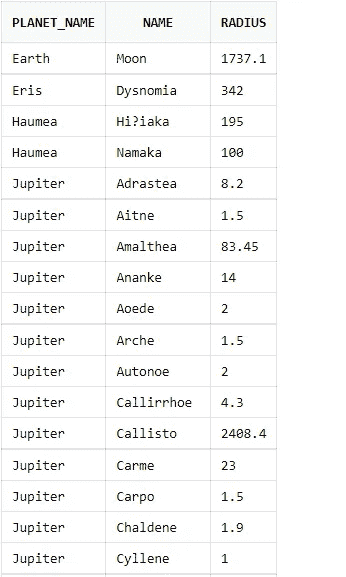 PLANET_NAME NAME RADIUS
Earth Moon 1737.1
Eris Dysnomia 342
Haumea Hi?iaka 195
Haumea Namaka 100
Jupiter Adrastea 8.2
Jupiter Aitne 1.5
Jupiter Amalthea 83.45
Jupiter Ananke 14
Jupiter Aoede 2
Jupiter Arche 1.5
Jupiter Autonoe 2
Jupiter Callirrhoe 4.3
Jupiter Callisto 2408.4
Jupiter Carme 23
Jupiter Carpo 1.5
Jupiter Chaldene 1.9
Jupiter Cyllene 1